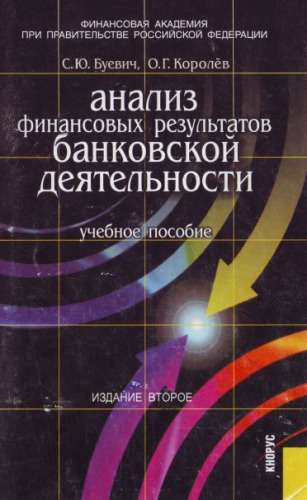 ФИНАНСОВАЯ АКАДЕМИЯ
ПРИ ПРАВИТЕЛЬСТВЕ РОССИЙСКОЙ ФЕДЕРАЦИИ
С.Ю. Буевич, О.Г. Королёв
анализ
финансовых результатов
банковской
деятельности
учебное пособие
ИЗДАНИЕ ВТОРОЕ
КНОРУС